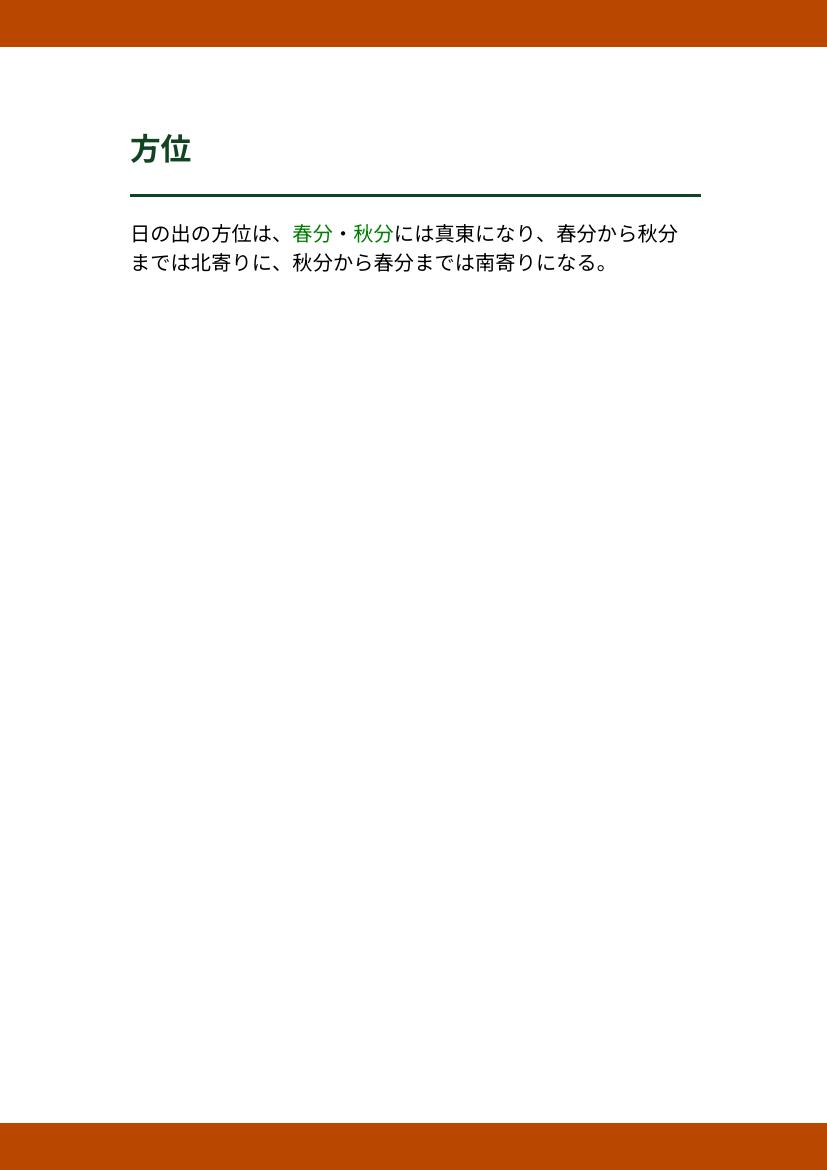 方位
日の出の方位は、春分・秋分には真東になり、春分から秋分
までは北寄りに、秋分から春分までは南寄りになる。